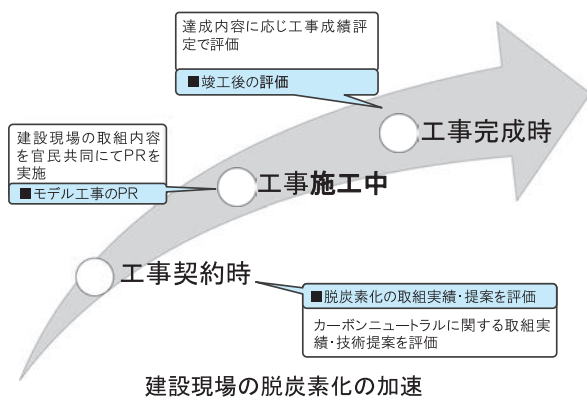 達成内容に応じ工事成績評
定で評価
■竣工後の評価
工事完成時
建設現場の取組内容
を官民共同にてPRを
実施
■モデル工事のPR
工事施工中
工事契約時
■脱炭素化の取組実績・提案を評価
カーボンニュートラルに関する取組実
績・技術提案を評価
建設現場の脱炭素化の加速